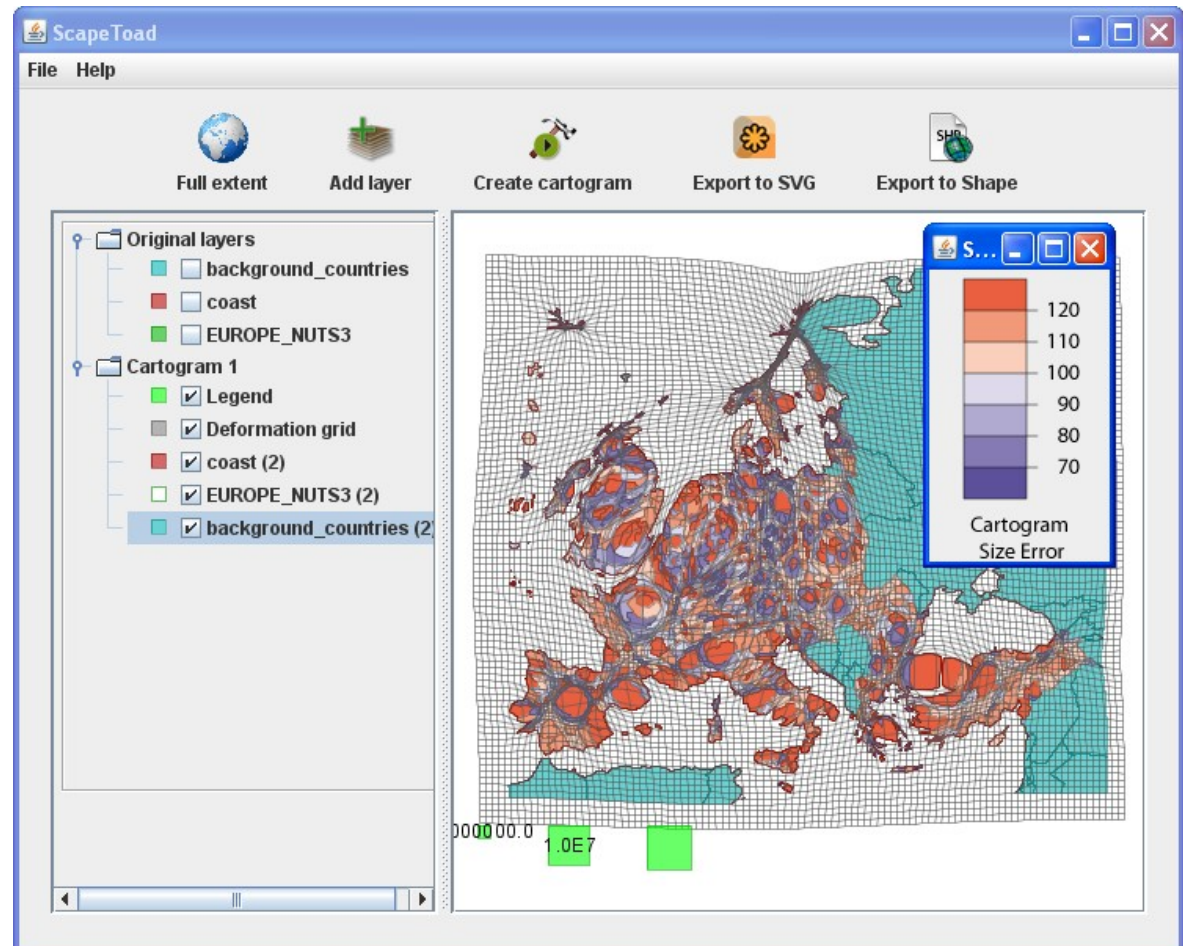 ScapeToad
File Help
Full extent
Add layer
Create cartogram
Export to SVG
SHP
Export to Shape
Original layers
background_countries
coast
EUROPE_NUTS3
Cartogram 1
Legend
Deformation grid
coast (2)
EUROPE_NUTS3 (2)
background_countries (2)
S...
120
110
100
90
80
70
Cartogram
Size Error
000000.0
1.0E7